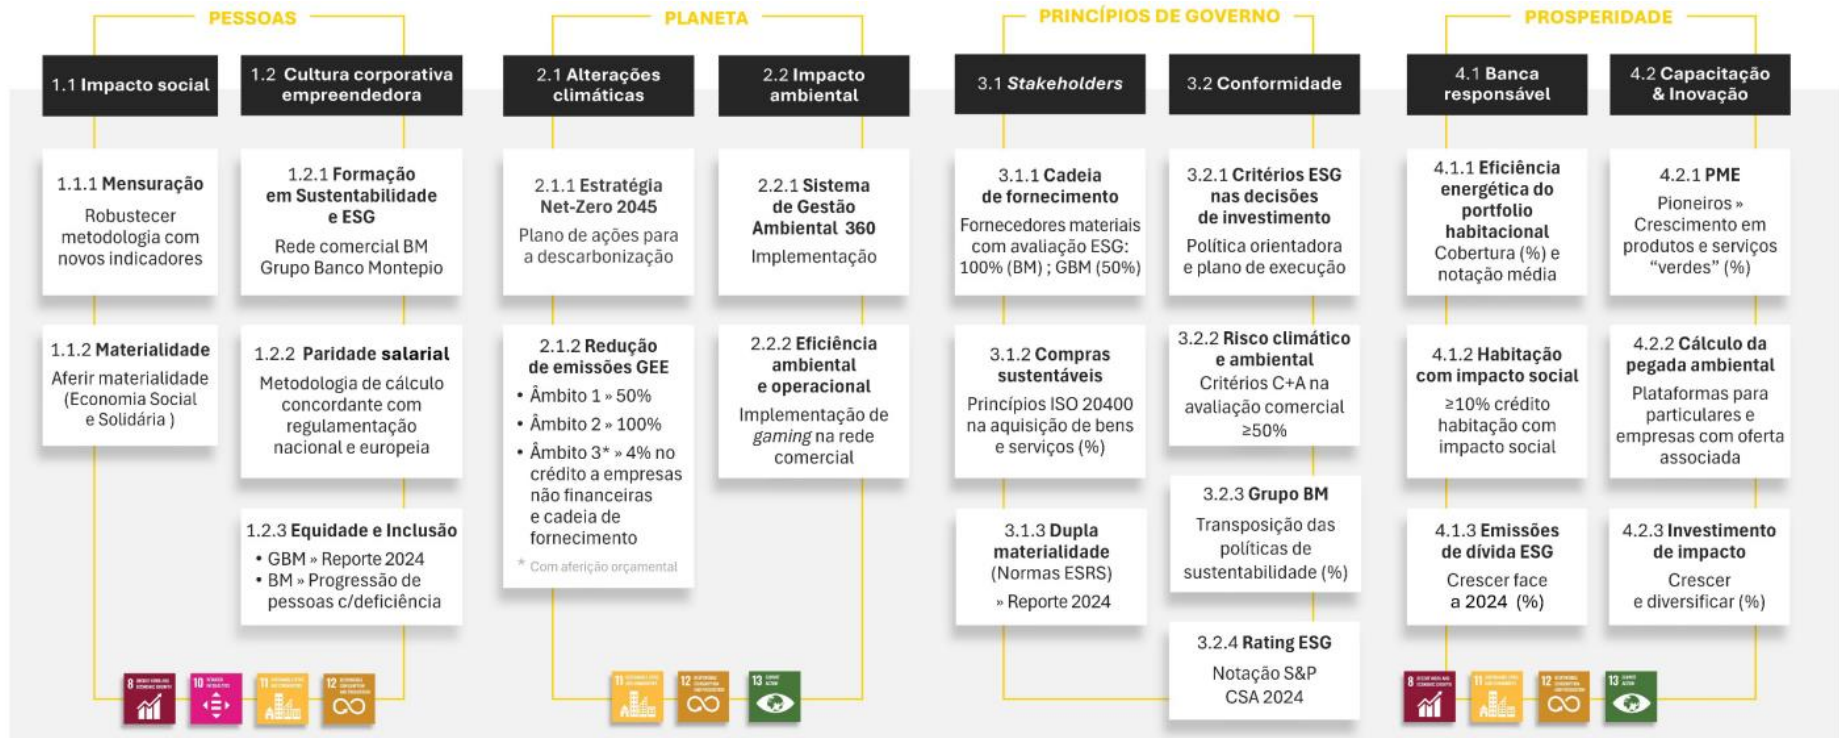 PESSOAS
1.1 Impacto social
1.1.1 Mensuração
Robustecer
metodologia com
novos indicadores
1.1.2 Materialidade
Aferir materialidade
(Economia Social
e Solidária )
1.2 Cultura corporativa
empreendedora
1.2.1 Formação
em Sustentabilidade
e ESG
Rede comercial BM
Grupo Banco Montepio
1.2.2 Paridade salarial
Metodologia de cálculo
concordante com
regulamentação
nacional e europeia
1.2.3 Equidade e Inclusão
• GBM » Reporte 2024
• BM » Progressão de
pessoas c/deficiência
8
10
11
12
PLANETA
2.1 Alterações
climáticas
2.1.1 Estratégia
Net-Zero 2045
Plano de ações para
a descarbonização
2.1.2 Redução
de emissões GEE
• Âmbito 1 » 50%
• Âmbito 2 » 100%
• Âmbito 3* » 4% no
crédito a empresas
não financeiras
e cadeia de
fornecimento
* Com aferição orçamental
2.2 Impacto
ambiental
2.2.1 Sistema
de Gestão
Ambiental 360
Implementação
2.2.2 Eficiência
ambiental
e operacional
Implementação de
gaming na rede
comercial
11
12
13 CLIMATE
ACTION
PRINCÍPIOS DE GOVERNO
3.1 Stakeholders
3.1.1 Cadeia
de fornecimento
Fornecedores materiais
com avaliação ESG:
100% (BM) ; GBM (50%)
3.1.2 Compras
sustentáveis
Princípios ISO 20400
na aquisição de bens
e serviços (%)
3.1.3 Dupla
materialidade
(Normas ESRS)
» Reporte 2024
3.2 Conformidade
3.2.1 Critérios ESG
nas decisões
de investimento
Política orientadora
e plano de execução
3.2.2 Risco climático
e ambiental
Critérios C+A na
avaliação comercial
≥50%
3.2.3 Grupo BM
Transposição das
políticas de
sustentabilidade (%)
3.2.4 Rating ESG
Notação S&P
CSA 2024
PROSPERIDADE
4.1 Banca
responsável
4.1.1 Eficiência
energética do
portfolio
habitacional
Cobertura (%) e
notação média
4.1.2 Habitação
com impacto social
≥10% crédito
habitação com
impacto social
4.1.3 Emissões
de dívida ESG
Crescer face
a 2024 (%)
4.2 Capacitação
& Inovação
4.2.1 PME
Pioneiros »
Crescimento em
produtos e serviços
“verdes” (%)
4.2.2 Cálculo da
pegada ambiental
Plataformas para
particulares e
empresas com oferta
associada
4.2.3 Investimento
de impacto
Crescer
e diversificar (%)
8
11
12
13 CLIMATE
ACTION